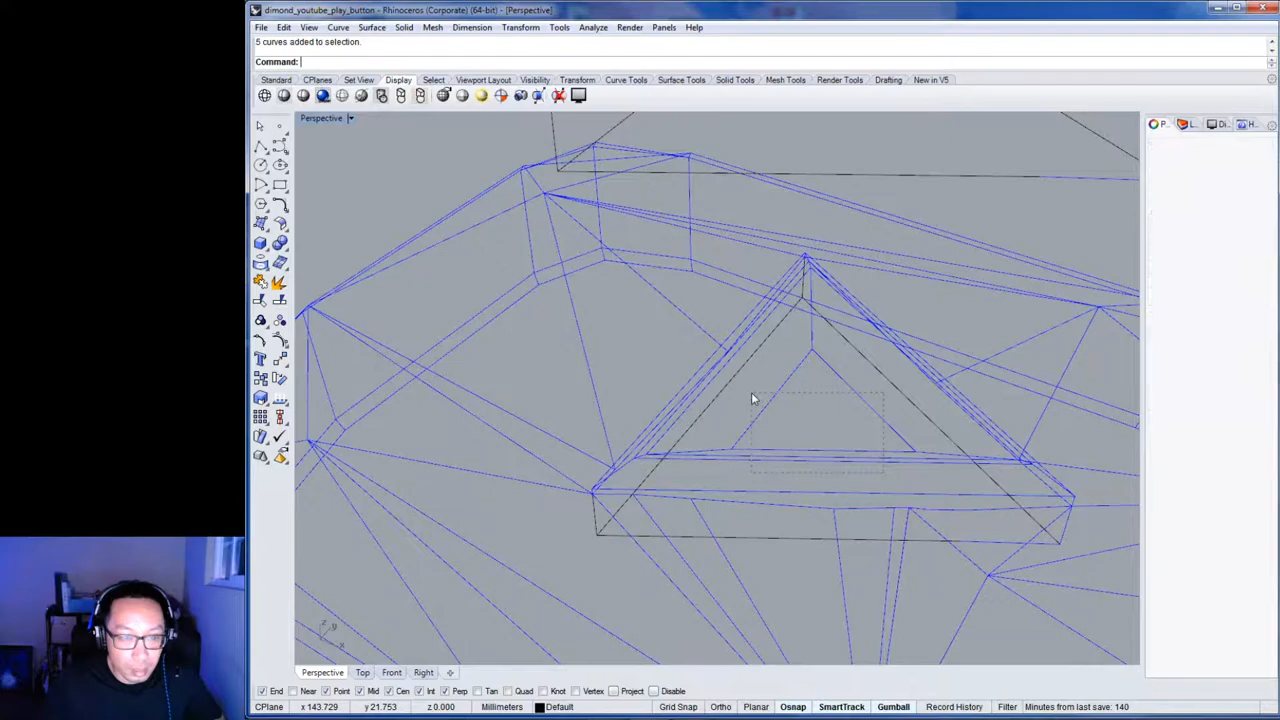 dimond_youtube_play_button - Rhinoceros (Corporate) (64-bit) - [Perspective]
File Edit View Curve Surface Solid Mesh Dimension Transform Tools Analyze Render Panels Help
5 curves added to selection.
Command:
Standard CPlanes Set View Display Select Viewport Layout Visibility Transform Curve Tools Surface Tools Solid Tools Mesh Tools Render Tools Drafting New in V5
Perspective
P... L... Di... H...
z y x
Perspective Top Front Right
End Near Point Mid Cen Int Perp Tan Quad Knot Vertex Project Disable
CPlane x 143.729 y 21.753 z 0.000 Millimeters Default Grid Snap Ortho Planar Osnap SmartTrack Gumball Record History Filter Minutes from last save: 140